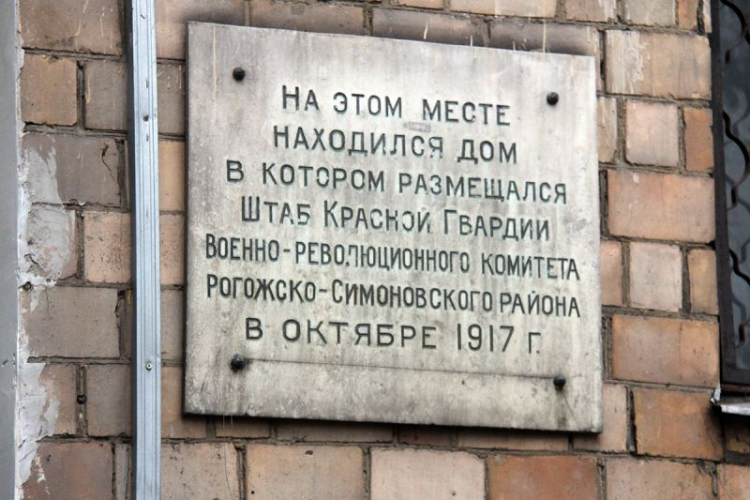 НА ЭТОМ МЕСТЕ
НАХОДИЛСЯ ДОМ
В КОТОРОМ РАЗМЕЩАЛСЯ
ШТАБ КРАСНОЙ ГВАРДИИ
ВОЕННО-РЕВОЛЮЦИОННОГО КОМИТЕТА
РОГОЖСКО-СИМОНОВСКОГО РАЙОНА
В ОКТЯБРЕ 1917 Г.